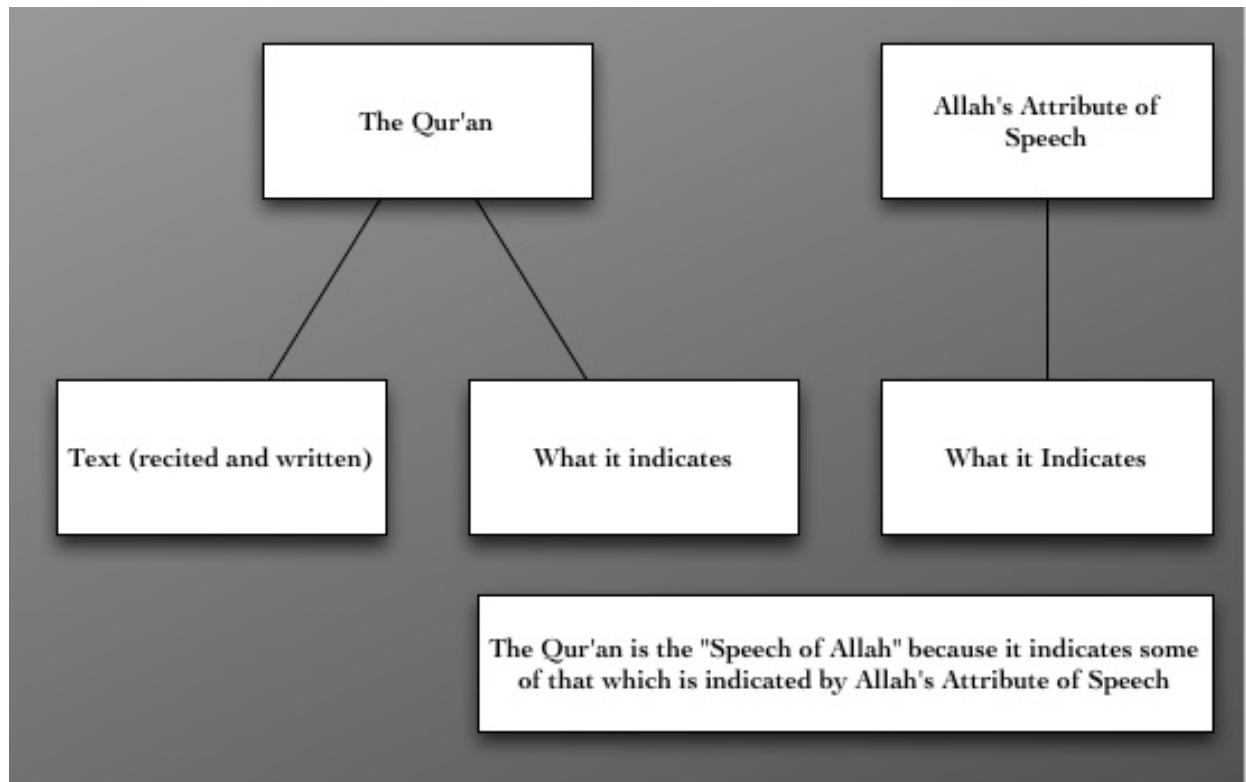 The Qur'an
Allah's Attribute of
Speech
Text (recited and written)
What it indicates
What it Indicates
The Qur'an is the "Speech of Allah" because it indicates some
of that which is indicated by Allah's Attribute of Speech